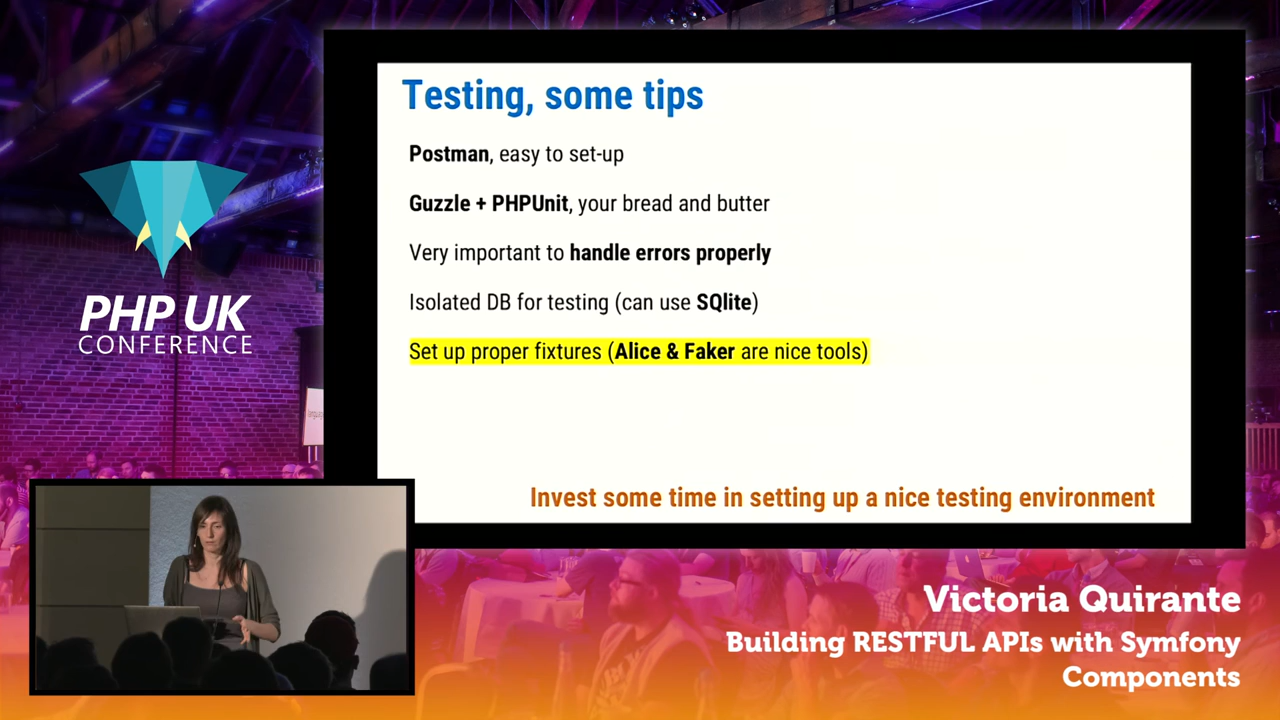 Testing, some tips
Postman, easy to set-up
Guzzle + PHPUnit, your bread and butter
Very important to handle errors properly
Isolated DB for testing (can use SQlite)
Set up proper fixtures (Alice & Faker are nice tools)
Invest some time in setting up a nice testing environment
PHP UK
CONFERENCE
Victoria Quirante
Building RESTFUL APIs with Symfony
Components